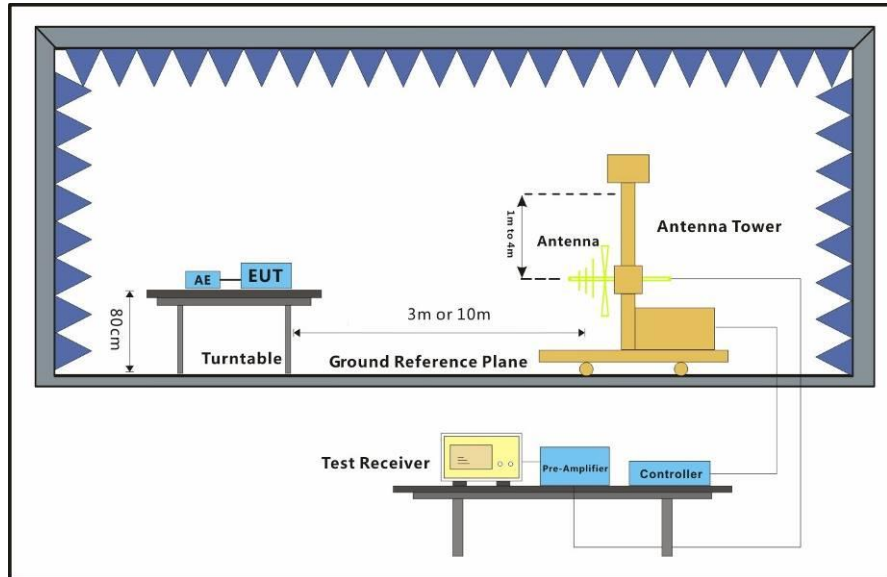 1m to 4m
Antenna Tower
Antenna
AE
EUT
80cm
3m or 10m
Turntable
Ground Reference Plane
Test Receiver
Pre-Amplifier
Controller